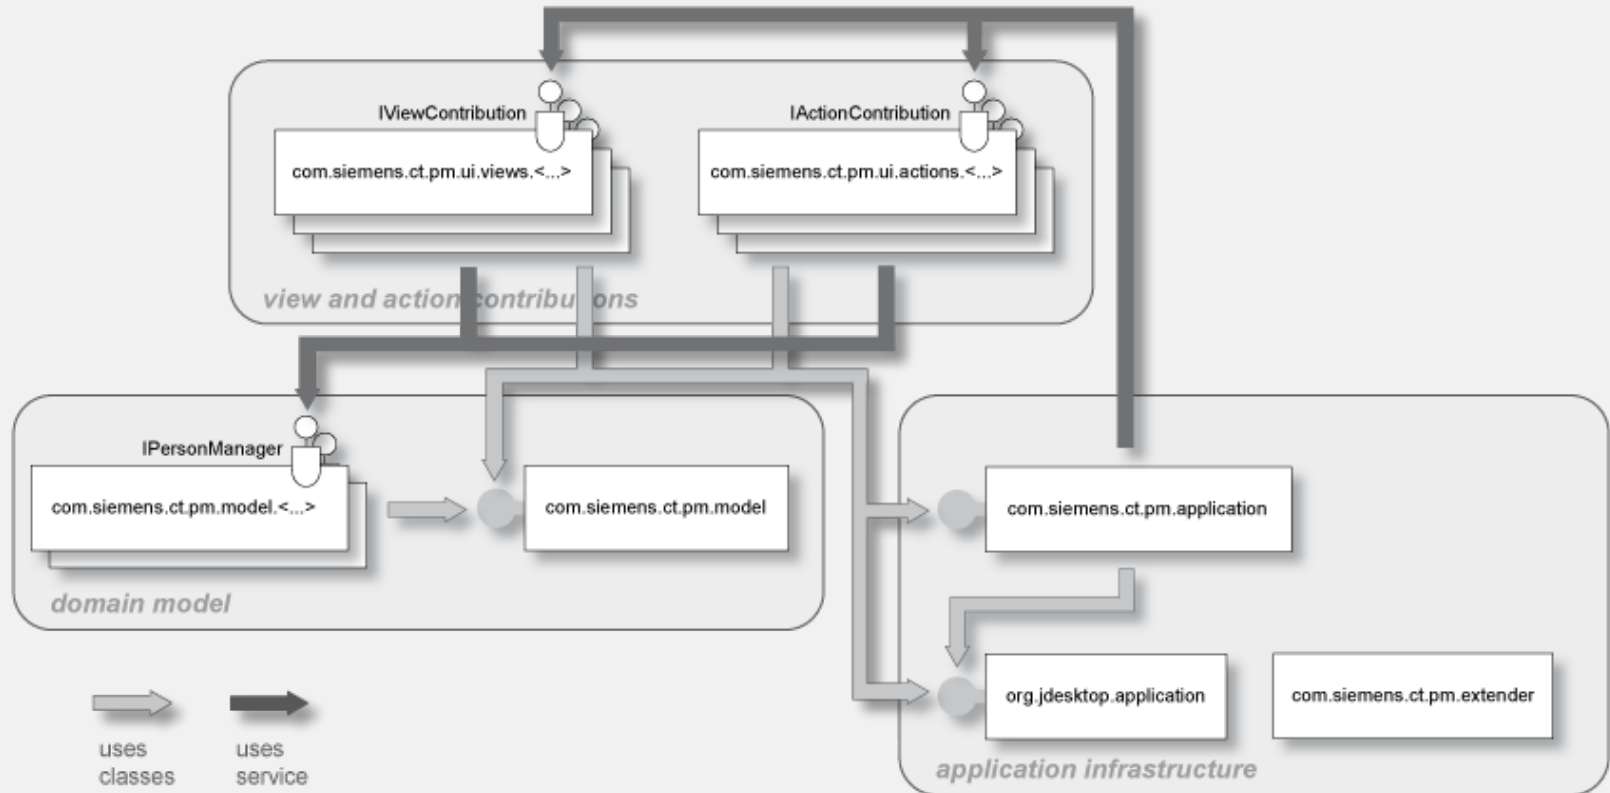 IViewContribution
IActionContribution
com.siemens.ct.pm.ui.views.<...>
com.siemens.ct.pm.ui.actions.<...>
view and action contributions
IPersonManager
com.siemens.ct.pm.model.<...>
com.siemens.ct.pm.model
com.siemens.ct.pm.application
domain model
org.jdesktop.application
com.siemens.ct.pm.extender
application infrastructure
uses
classes
uses
service